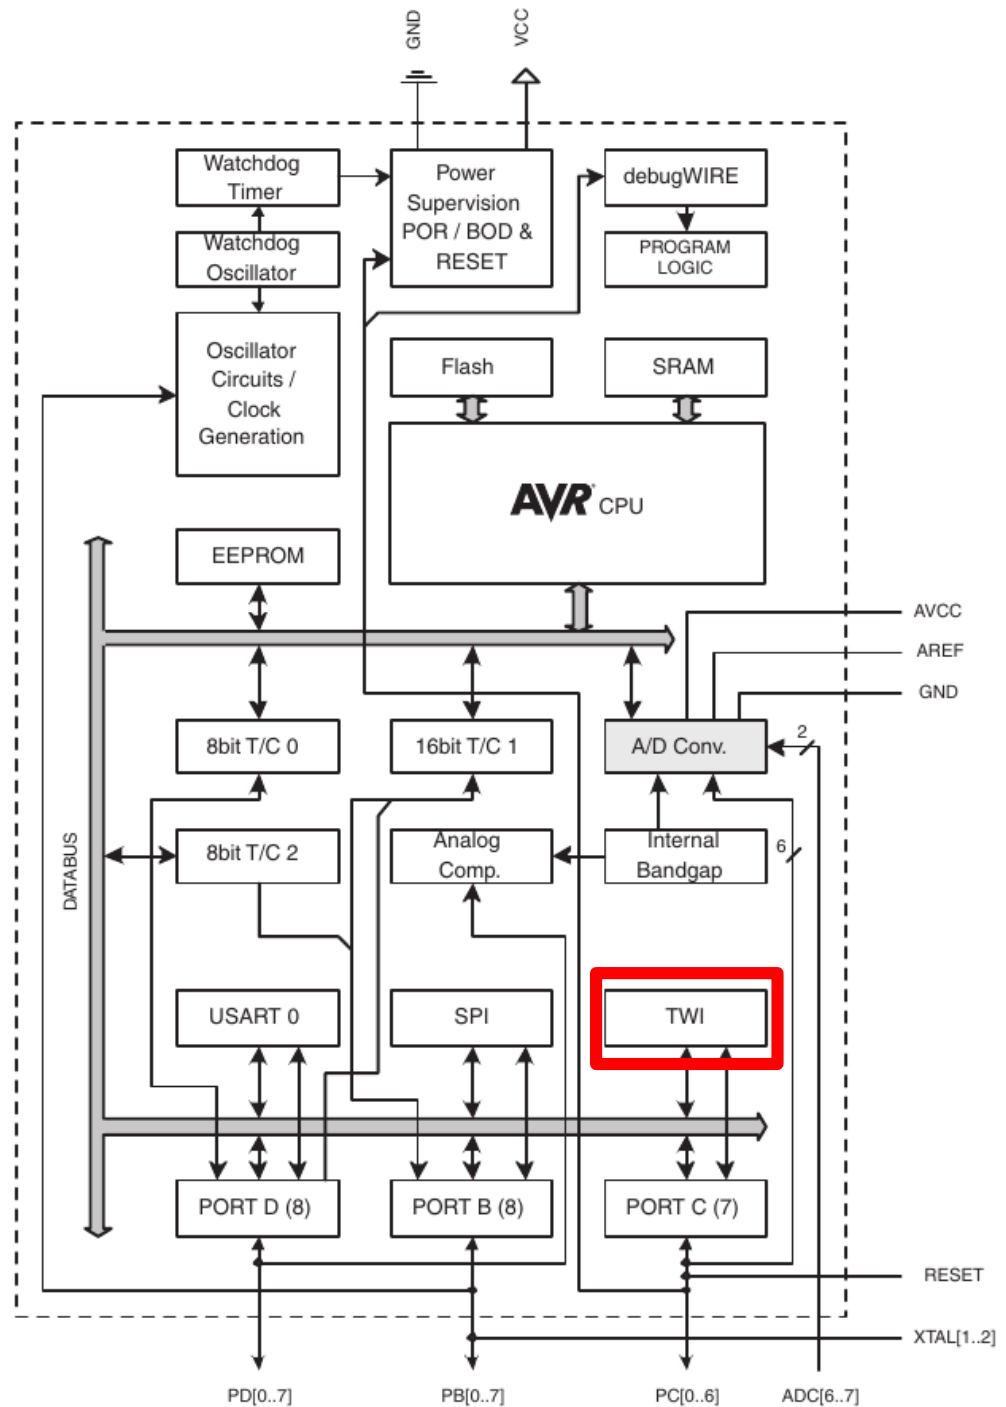 GND
VCC
Watchdog
Timer
Power
Supervision
POR / BOD &
RESET
debugWIRE
Watchdog
Oscillator
PROGRAM
LOGIC
Oscillator
Circuits /
Clock
Generation
Flash
SRAM
AVR® CPU
EEPROM
AVCC
AREF
GND
8bit T/C 0
16bit T/C 1
A/D Conv.
2
DATABUS
8bit T/C 2
Analog
Comp.
Internal
Bandgap
6
USART 0
SPI
TWI
PORT D (8)
PORT B (8)
PORT C (7)
RESET
XTAL[1..2]
PD[0..7]
PB[0..7]
PC[0..6]
ADC[6..7]